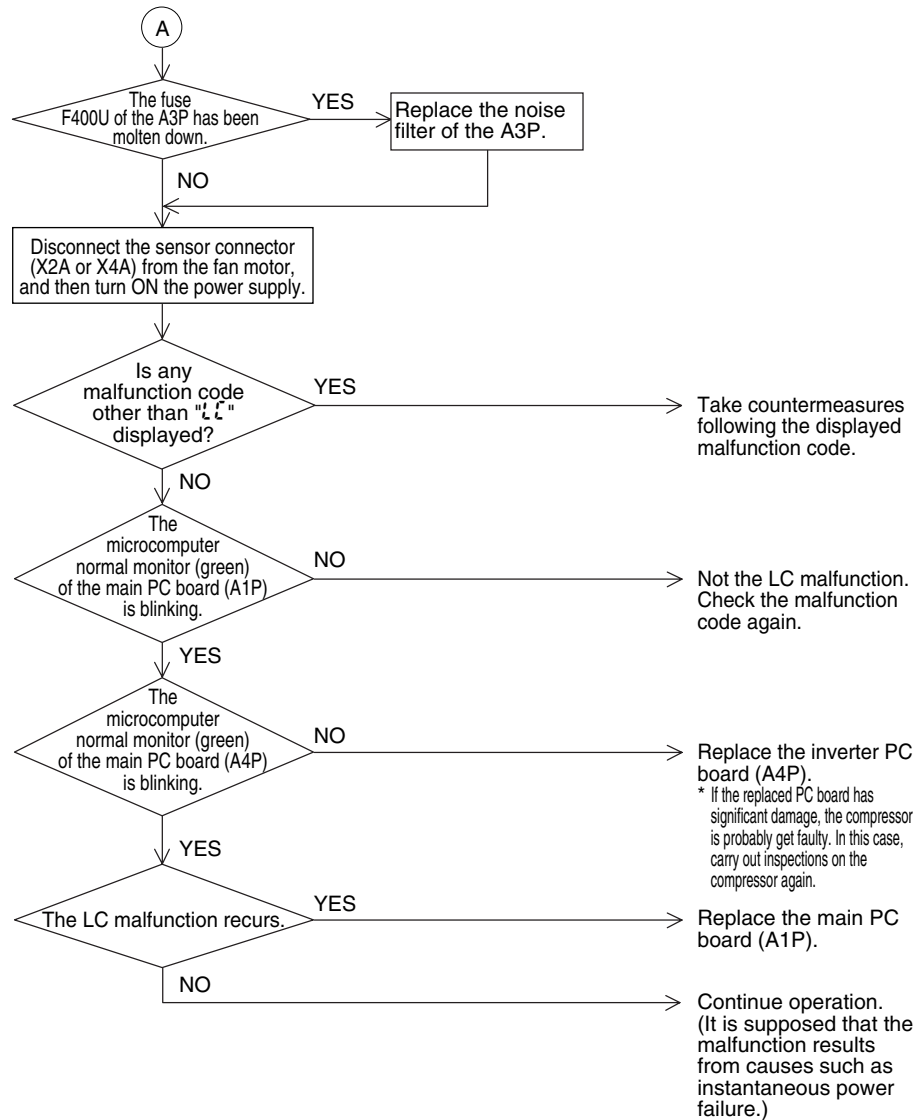 A
The fuse
F400U of the A3P has been
molten down.
YES
Replace the noise
filter of the A3P.
NO
Disconnect the sensor connector
(X2A or X4A) from the fan motor,
and then turn ON the power supply.
Is any
malfunction code
other than "LC"
displayed?
YES
Take countermeasures
following the displayed
malfunction code.
NO
The
microcomputer
normal monitor (green)
of the main PC board (A1P)
is blinking.
NO
Not the LC malfunction.
Check the malfunction
code again.
YES
The
microcomputer
normal monitor (green)
of the main PC board (A4P)
is blinking.
NO
Replace the inverter PC
board (A4P).
* If the replaced PC board has
significant damage, the compressor
is probably get faulty. In this case,
carry out inspections on the
compressor again.
YES
The LC malfunction recurs.
YES
Replace the main PC
board (A1P).
NO
Continue operation.
(It is supposed that the
malfunction results
from causes such as
instantaneous power
failure.)